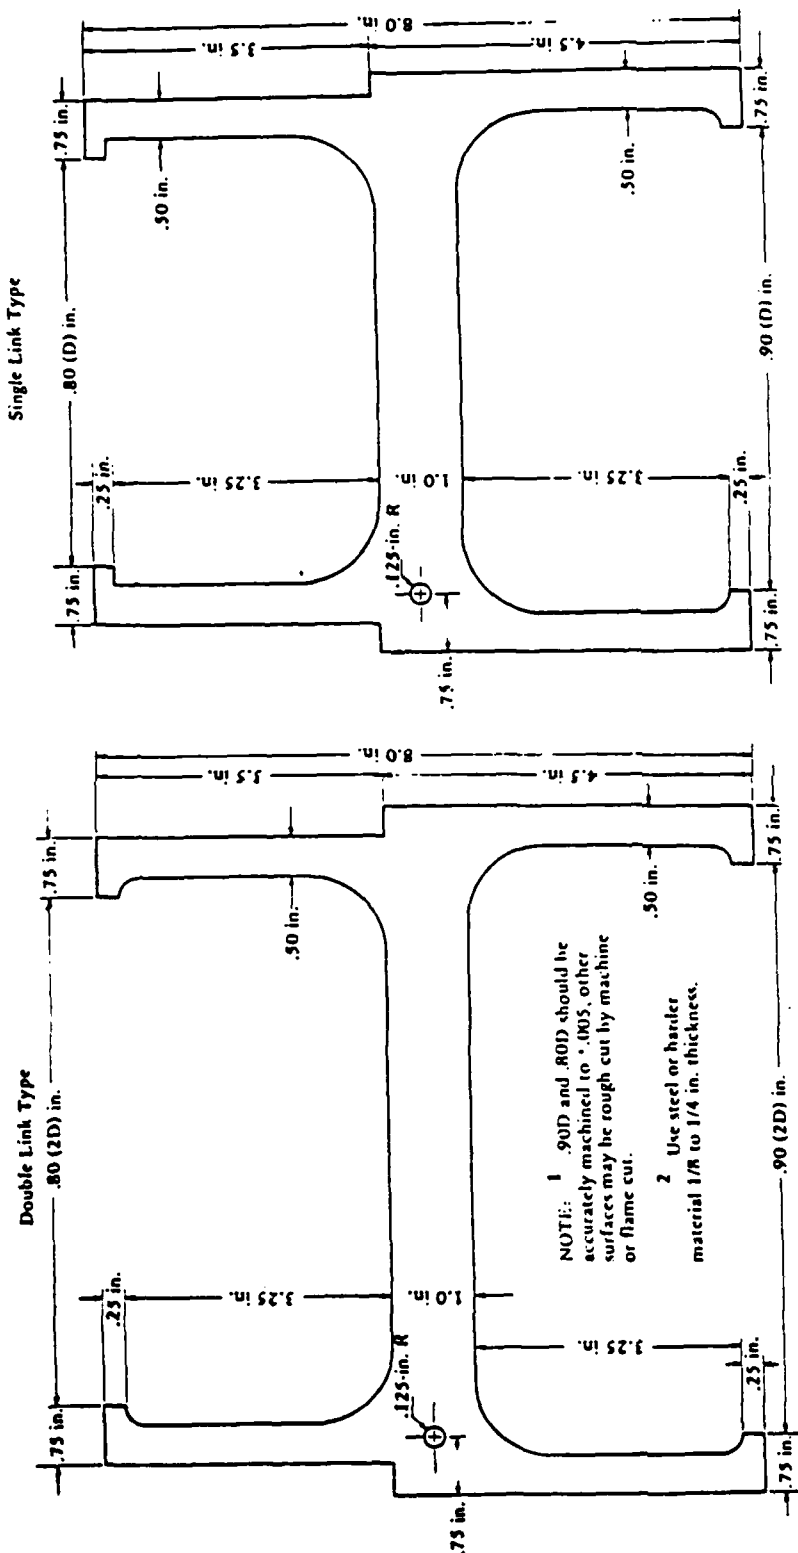 Single Link Type
8.0 in.
3.5 in.
4.5 in.
.75 in.
.75 in.
.50 in.
.50 in.
.80 (D) in.
.90 (D) in.
.25 in.
3.25 in.
1.0 in.
3.25 in.
.25 in.
.125-in. R
.75 in.
.75 in.
.75 in.
Double Link Type
8.0 in.
3.5 in.
4.5 in.
.75 in.
.75 in.
.50 in.
.50 in.
.80 (2D) in.
.90 (2D) in.
NOTE: 1 .90D and .80D should be
accurately machined to .005, other
surfaces may be rough cut by machine
or flame cut.
2 Use steel or harder
material 1/8 to 1/4 in. thickness.
.25 in.
3.25 in.
1.0 in.
3.25 in.
.25 in.
.125-in. R
.75 in.
.75 in.
.75 in.